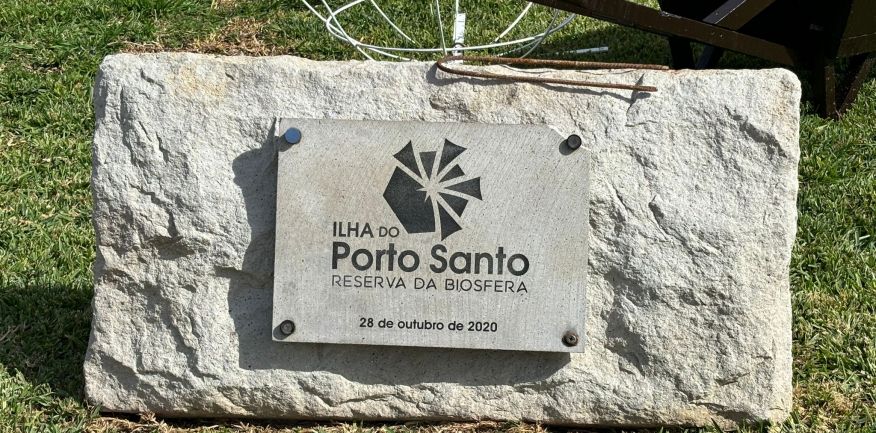 ILHA DO
Porto Santo
RESERVA DA BIOSFERA
28 de outubro de 2020